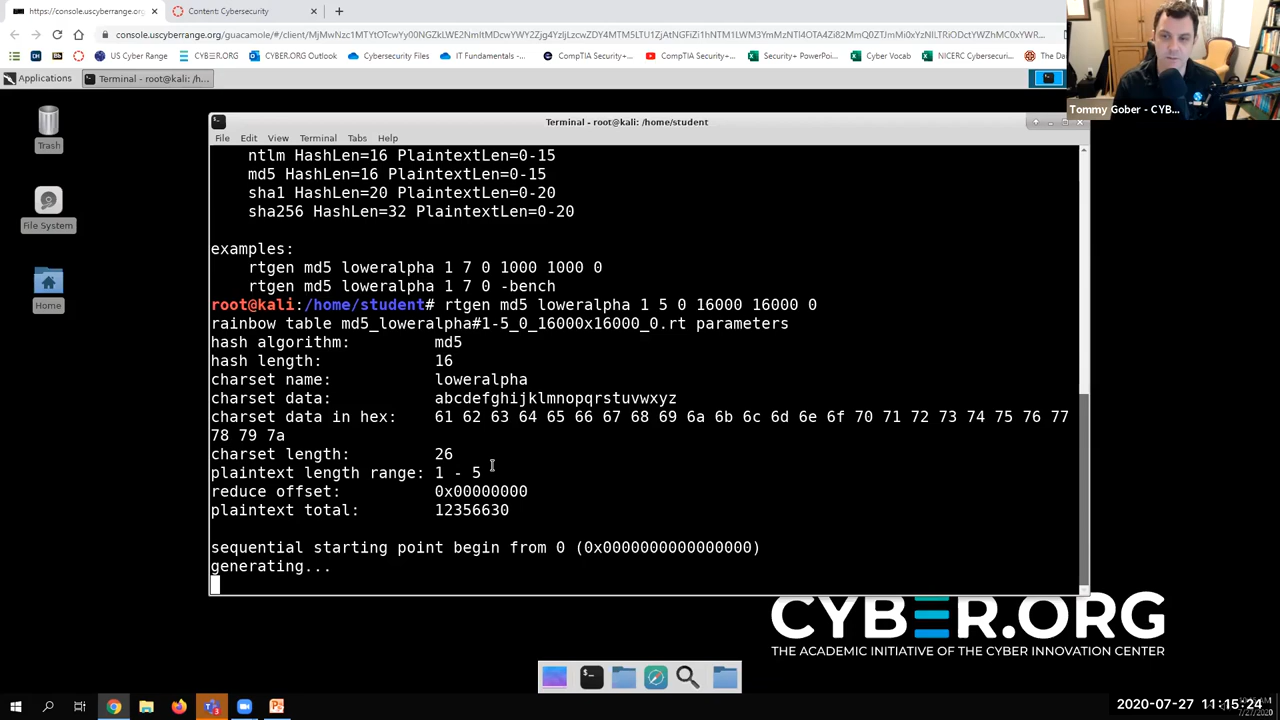 https://console.uscyberrange.org/
Content: Cybersecurity
Apps
US Cyber Range
CYBER.ORG
CYBER.ORG Outlook
Cybersecurity Files
IT Fundamentals -...
CompTIA Security+...
CompTIA Security+...
Security+ PowerPoi...
Cyber Vocab
NICERC Cybersecuri...
Tommy Gober - CYB...
Applications
Terminal - root@kali: /h...
Trash
File System
Home
Terminal - root@kali: /home/student
File Edit View Terminal Tabs Help
ntlm HashLen=16 PlaintextLen=0-15
md5 HashLen=16 PlaintextLen=0-15
sha1 HashLen=20 PlaintextLen=0-20
sha256 HashLen=32 PlaintextLen=0-20
examples:
rtgen md5 loweralpha 1 7 0 1000 1000 0
rtgen md5 loweralpha 1 7 0 -bench
root@kali:/home/student# rtgen md5 loweralpha 1 5 0 16000 16000 0
rainbow table md5_loweralpha#1-5_0_16000x16000_0.rt parameters
hash algorithm: md5
hash length: 16
charset name: loweralpha
charset data: abcdefghijklmnopqrstuvwxyz
charset data in hex: 61 62 63 64 65 66 67 68 69 6a 6b 6c 6d 6e 6f 70 71 72 73 74 75 76 77
78 79 7a
charset length: 26
plaintext length range: 1 - 5
reduce offset: 0x00000000
plaintext total: 12356630
sequential starting point begin from 0 (0x0000000000000000)
generating...
CYBER.ORG
THE ACADEMIC INITIATIVE OF THE CYBER INNOVATION CENTER
2020-07-27 11:15:24